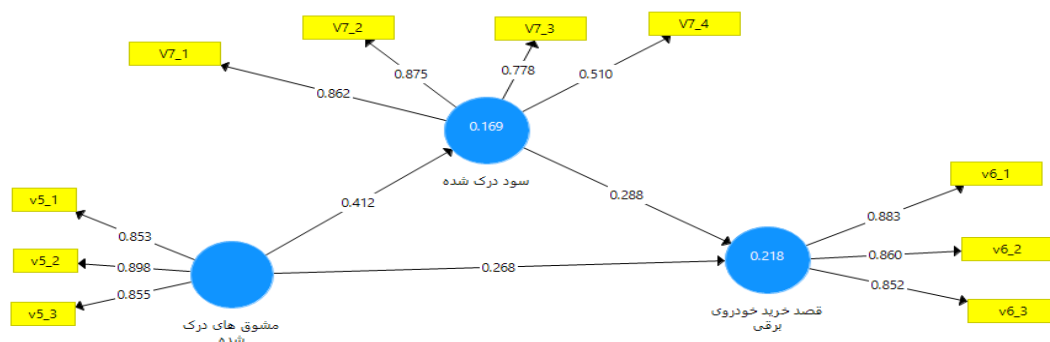 V7_1
V7_2
V7_3
V7_4
0.862
0.875
0.778
0.510
0.169
سود درک شده
0.412
0.288
v5_1
v5_2
v5_3
0.853
0.898
0.855
مشوق های درک
شده
0.268
0.218
قصد خرید خودروی
برقی
0.883
0.860
0.852
v6_1
v6_2
v6_3